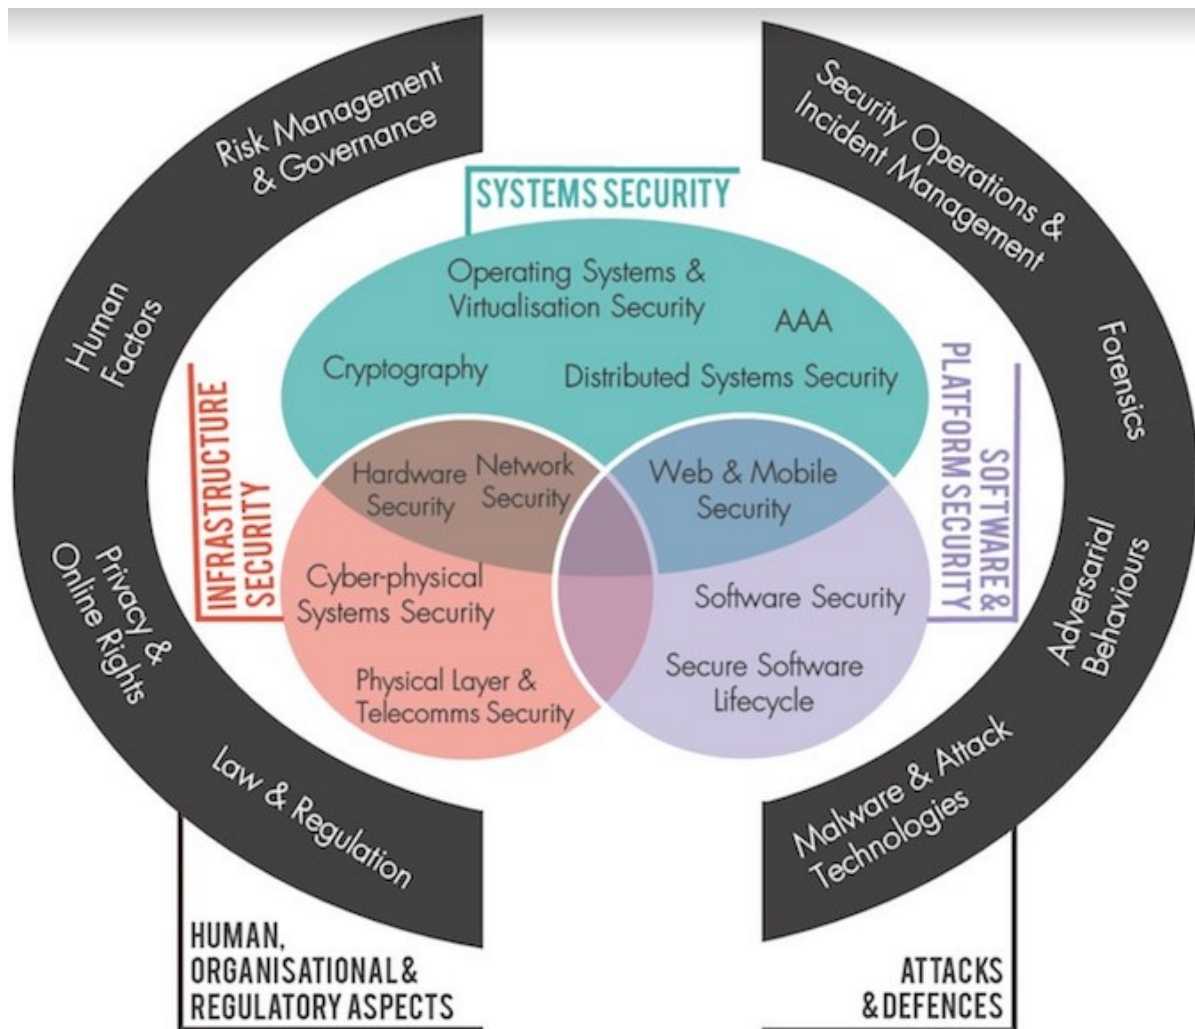 Risk Management
& Governance
Human
Factors
Privacy &
Online Rights
Law & Regulation
HUMAN,
ORGANISATIONAL &
REGULATORY ASPECTS
SYSTEMS SECURITY
Operating Systems &
Virtualisation Security
AAA
Cryptography
Distributed Systems Security
INFRASTRUCTURE
SECURITY
Hardware
Security
Network
Security
Web & Mobile
Security
Cyber-physical
Systems Security
Physical Layer &
Telecomms Security
Software Security
Secure Software
Lifecycle
SOFTWARE &
PLATFORM SECURITY
Security Operations &
Incident Management
Forensics
Adversarial
Behaviours
Malware & Attack
Technologies
ATTACKS
& DEFENCES